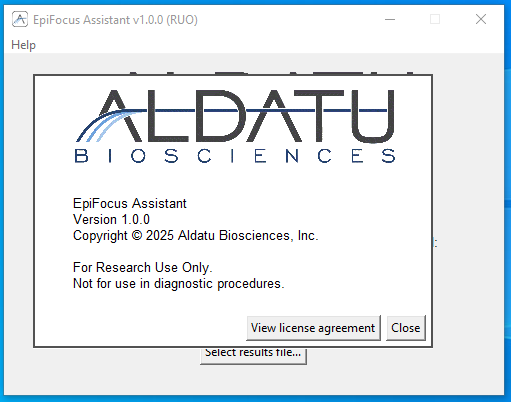 EpiFocus Assistant v1.0.0 (RUO)
Help
ALDATU
BIOSCIENCES
EpiFocus Assistant
Version 1.0.0
Copyright © 2025 Aldatu Biosciences, Inc.
For Research Use Only.
Not for use in diagnostic procedures.
View license agreement
Close
Select results file...